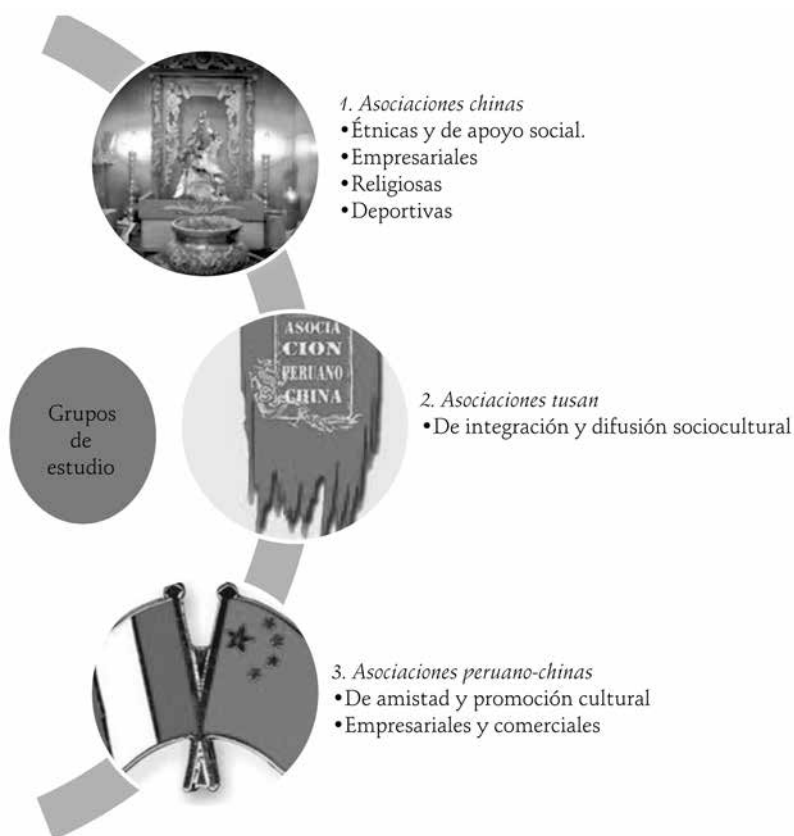 1. Asociaciones chinas
•Étnicas y de apoyo social.
•Empresariales
•Religiosas
•Deportivas
ASOCIA
CION
PERUANO
CHINA
Grupos
de
estudio
2. Asociaciones tusan
•De integración y difusión sociocultural
3. Asociaciones peruano-chinas
•De amistad y promoción cultural
•Empresariales y comerciales